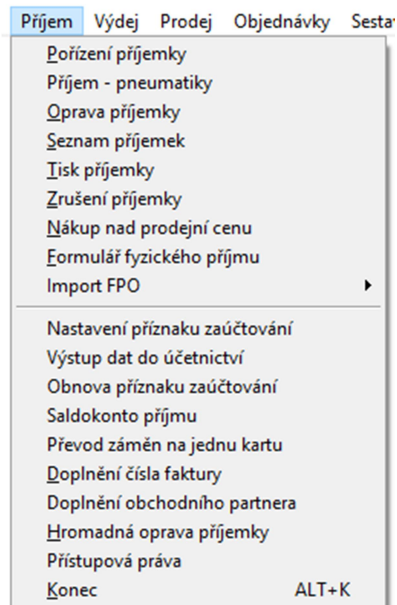 Příjem Výdej Prodej Objednávky
Pořízení příjemky
Příjem - pneumatiky
Oprava příjemky
Seznam příjemek
Tisk příjemky
Zrušení příjemky
Nákup nad prodejní cenu
Formulář fyzického příjmu
Import FPO
Nastavení příznaku zaúčtování
Výstup dat do účetnictví
Obnova příznaku zaúčtování
Saldokonto příjmu
Převod záměn na jednu kartu
Doplnění čísla faktury
Doplnění obchodního partnera
Hromadná oprava příjemky
Přístupová práva
Konec ALT+K